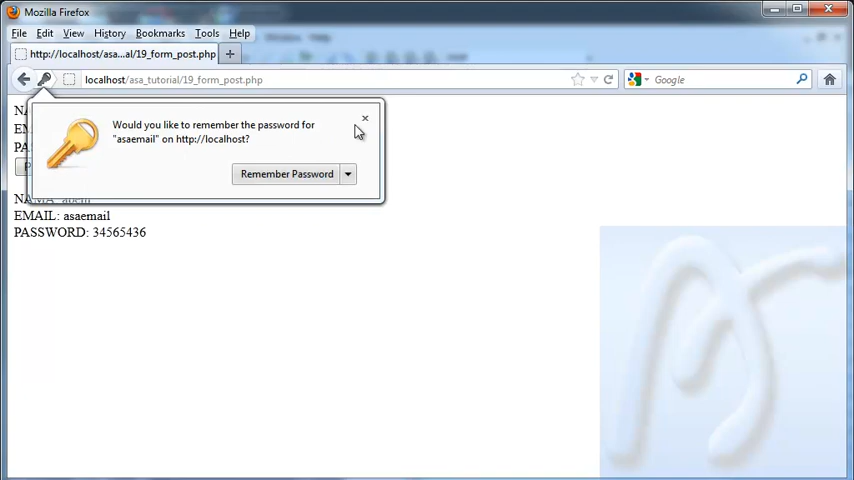 Mozilla Firefox
File Edit View History Bookmarks Tools Help
http://localhost/asa...al/19_form_post.php
localhost/asa_tutorial/19_form_post.php
Google
Would you like to remember the password for
"asaemail" on http://localhost?
Remember Password
EMAIL: asaemail
PASSWORD: 34565436